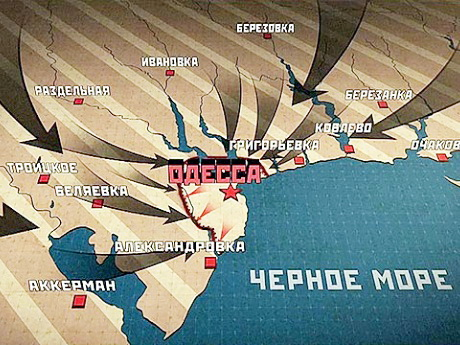 БЕРЕЗОВКА
ИВАНОВКА
РАЗДЕЛЬНАЯ
БЕРЕЗАНКА
КОБЛЕВО
ГРИГОРЬЕВКА
ОЧАКОВ
ТРОИЦКОЕ
ОДЕССА
БЕЛЯЕВКА
АЛЕКСАНДРОВКА
ЧЕРНОЕ МОРЕ
АККЕРМАН